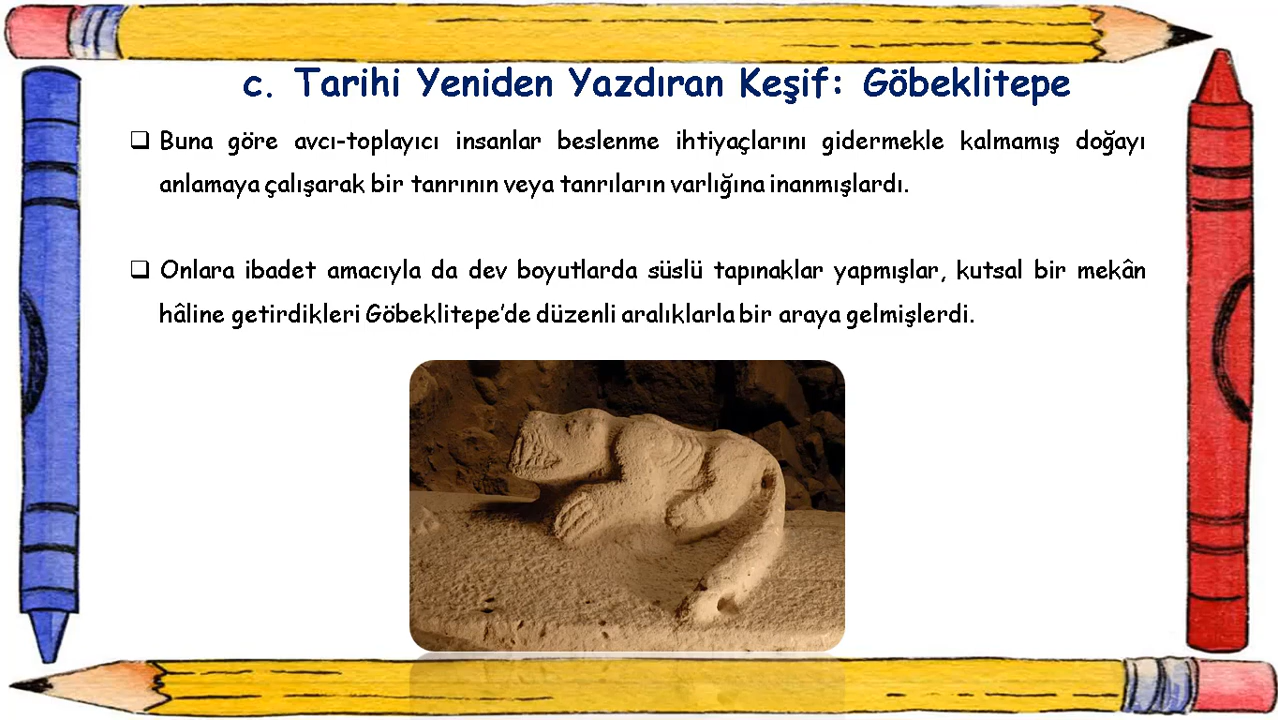 c. Tarihi Yeniden Yazdıran Keşif: Göbeklitepe
❑ Buna göre avcı-toplayıcı insanlar beslenme ihtiyaçlarını gidermekle kalmamış doğayı
anlamaya çalışarak bir tanrının veya tanrıların varlığına inanmışlardı.
❑ Onlara ibadet amacıyla da dev boyutlarda süslü tapınaklar yapmışlar, kutsal bir mekân
hâline getirdikleri Göbeklitepe’de düzenli aralıklarla bir araya gelmişlerdi.